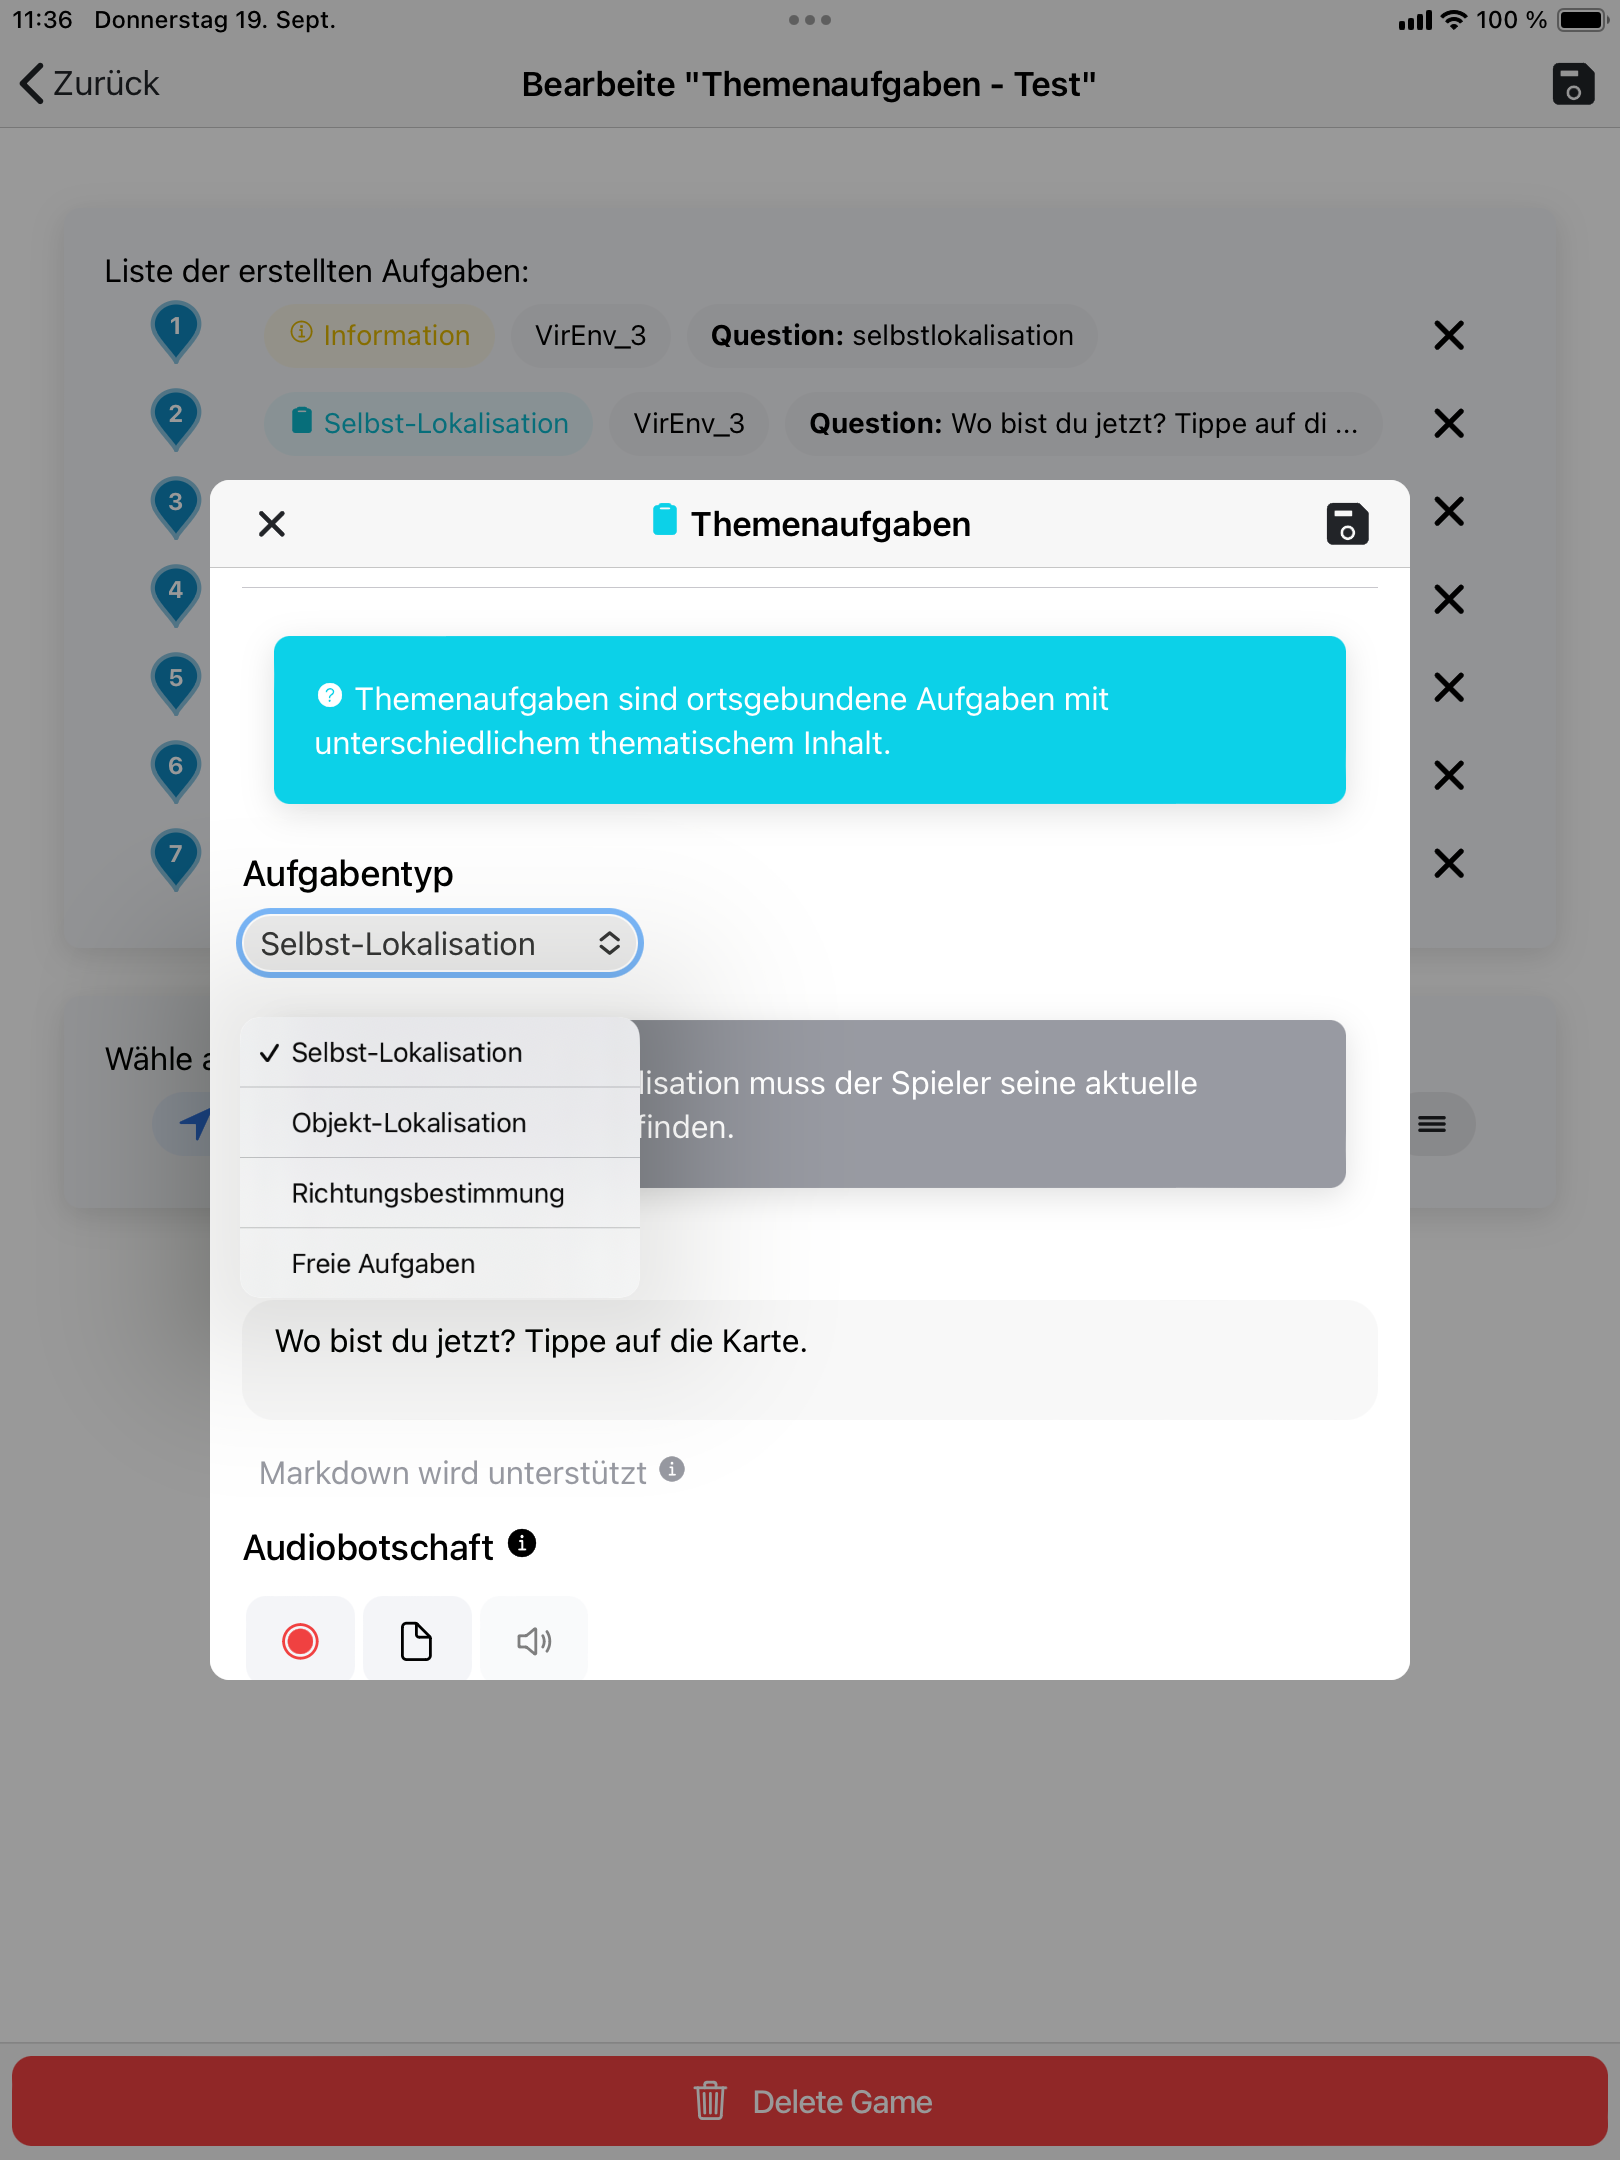 11:36 Donnerstag 19. Sept. 100 %
Zurück
Bearbeite "Themenaufgaben - Test"
Liste der erstellten Aufgaben:
1 Information VirEnv_3 Question: selbstlokalisation
2 Selbst-Lokalisation VirEnv_3 Question: Wo bist du jetzt? Tippe auf di ...
3
4
5
6
7
Themenaufgaben
Themenaufgaben sind ortsgebundene Aufgaben mit
unterschiedlichem thematischem Inhalt.
Aufgabentyp
Selbst-Lokalisation
Wähle
Selbst-Lokalisation
Objekt-Lokalisation
Richtungsbestimmung
Freie Aufgaben
lisation muss der Spieler seine aktuelle
finden.
Wo bist du jetzt? Tippe auf die Karte.
Markdown wird unterstützt
Audiobotschaft
Delete Game